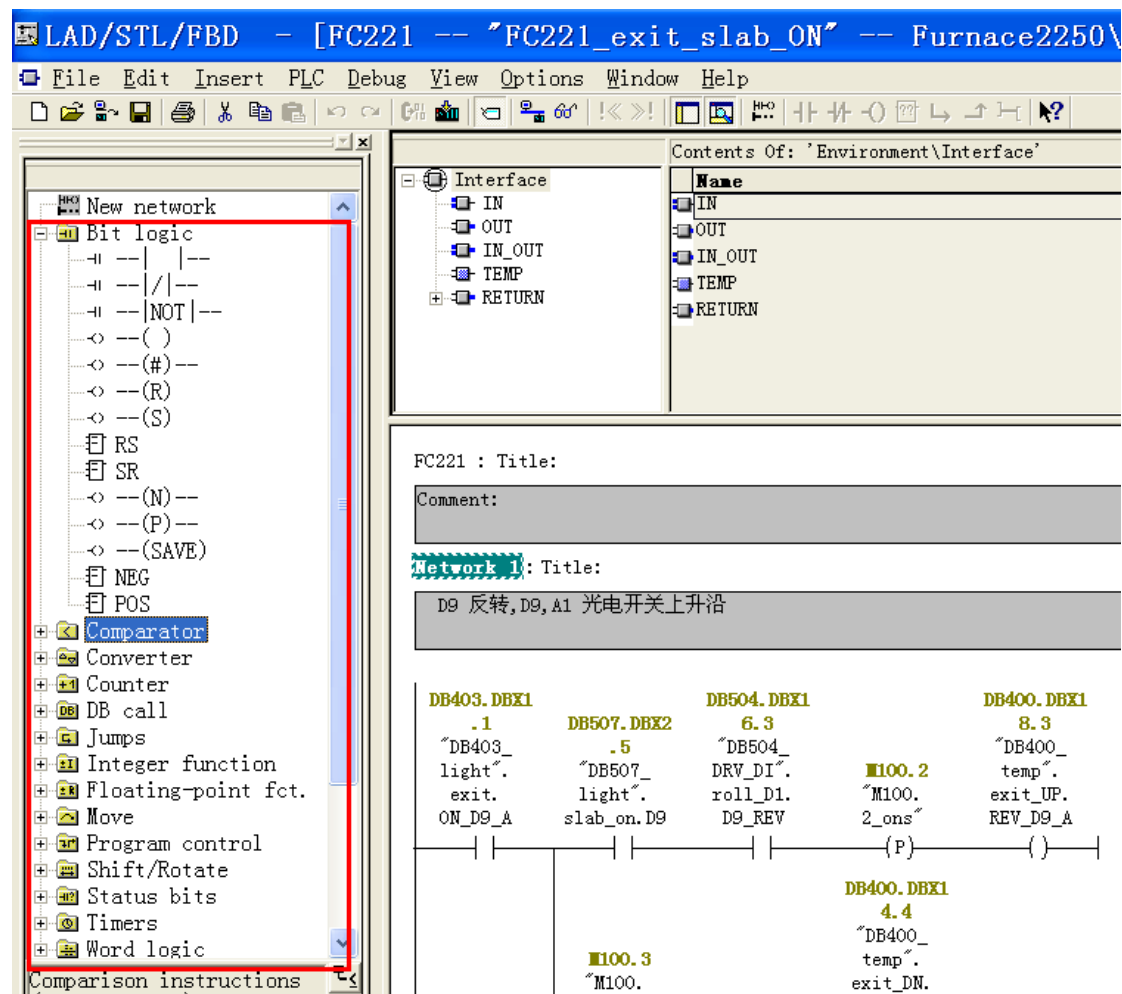 LAD/STL/FBD  - [FC221 -- "FC221_exit_slab_ON" -- Furnace2250\
File Edit Insert PLC Debug View Options Window Help
New network
Bit logic
--|  |--
--|/|--
--|NOT|--
--( )
--(#)--
--(R)
--(S)
RS
SR
--(N)--
--(P)--
--(SAVE)
NEG
POS
Comparator
Converter
Counter
DB call
Jumps
Integer function
Floating-point fct.
Move
Program control
Shift/Rotate
Status bits
Timers
Word logic
Comparison instructions
Interface
IN
OUT
IN_OUT
TEMP
RETURN
Contents Of: 'Environment\Interface'
Name
IN
OUT
IN_OUT
TEMP
RETURN
FC221 : Title:
Comment:
Network 1: Title:
D9 反转,D9,A1 光电开关上升沿
DB403.DBX1
.1
"DB403_
light".
exit.
ON_D9_A
DB507.DBX2
.5
"DB507_
light".
slab_on.D9
DB504.DBX1
6.3
"DB504_
DRV_DI".
roll_D1.
D9_REV
M100.2
"M100.
2_ons"
(P)
DB400.DBX1
8.3
"DB400_
temp".
exit_UP.
REV_D9_A
( )
M100.3
"M100.
DB400.DBX1
4.4
"DB400_
temp".
exit_DN.